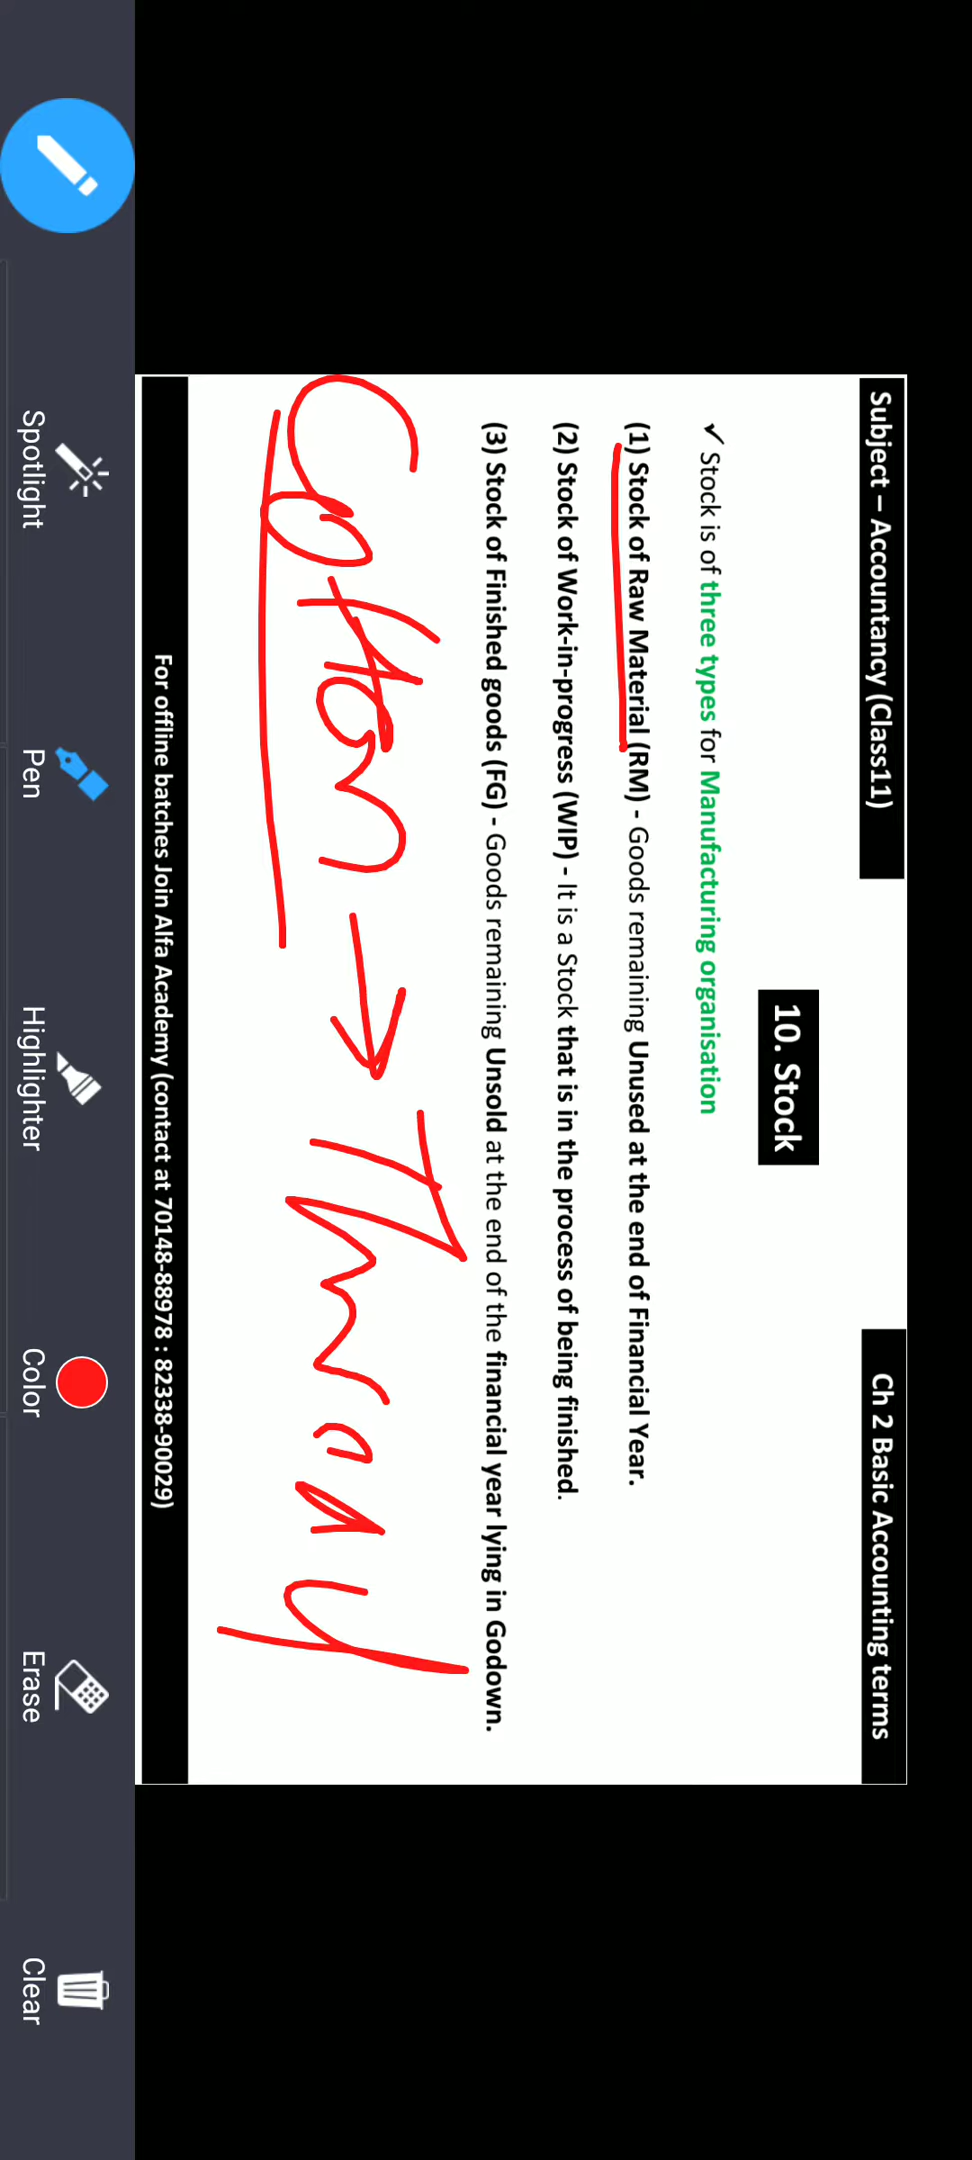 Subject – Accountancy (Class11)
Ch 2 Basic Accounting terms
10. Stock
✓ Stock is of three types for Manufacturing organisation
(1) Stock of Raw Material (RM) - Goods remaining Unused at the end of Financial Year.
(2) Stock of Work-in-progress (WIP) - It is a Stock that is in the process of being finished.
(3) Stock of Finished goods (FG) - Goods remaining Unsold at the end of the financial year lying in Godown.
Cotton →
For offline batches Join Alfa Academy (contact at 70148-88978 : 82338-90029)
Spotlight
Pen
Highlighter
Color
Erase
Clear